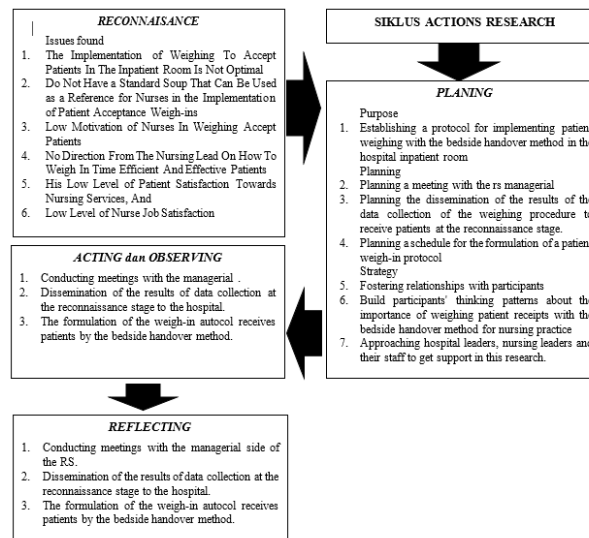 RECONNAISANCE
Issues found
1. The Implementation of Weighing To Accept
Patients In The Inpatient Room Is Not Optimal
2. Do Not Have a Standard Soup That Can Be Used
as a Reference for Nurses in the Implementation
of Patient Acceptance Weigh-ins
3. Low Motivation of Nurses In Weighing Accept
Patients
4. No Direction From The Nursing Lead On How To
Weigh In Time Efficient And Effective Patients
5. His Low Level of Patient Satisfaction Towards
Nursing Services, And
6. Low Level of Nurse Job Satisfaction
SIKLUS ACTIONS RESEARCH
PLANING
Purpose
1. Establishing a protocol for implementing patient
weighing with the bedside handover method in the
hospital inpatient room
Planning
2. Planning a meeting with the rs managerial
3. Planning the dissemination of the results of the
data collection of the weighing procedure to
receive patients at the reconnaissance stage.
4. Planning a schedule for the formulation of a patient
weigh-in protocol
Strategy
5. Fostering relationships with participants
6. Build participants' thinking patterns about the
importance of weighing patient receipts with the
bedside handover method for nursing practice
7. Approaching hospital leaders, nursing leaders and
their staff to get support in this research.
ACTING dan OBSERVING
1. Conducting meetings with the managerial .
2. Dissemination of the results of data collection at
the reconnaissance stage to the hospital.
3. The formulation of the weigh-in autocol receives
patients by the bedside handover method.
REFLECTING
1. Conducting meetings with the managerial side of
the RS.
2. Dissemination of the results of data collection at the
reconnaissance stage to the hospital.
3. The formulation of the weigh-in autocol receives
patients by the bedside handover method.